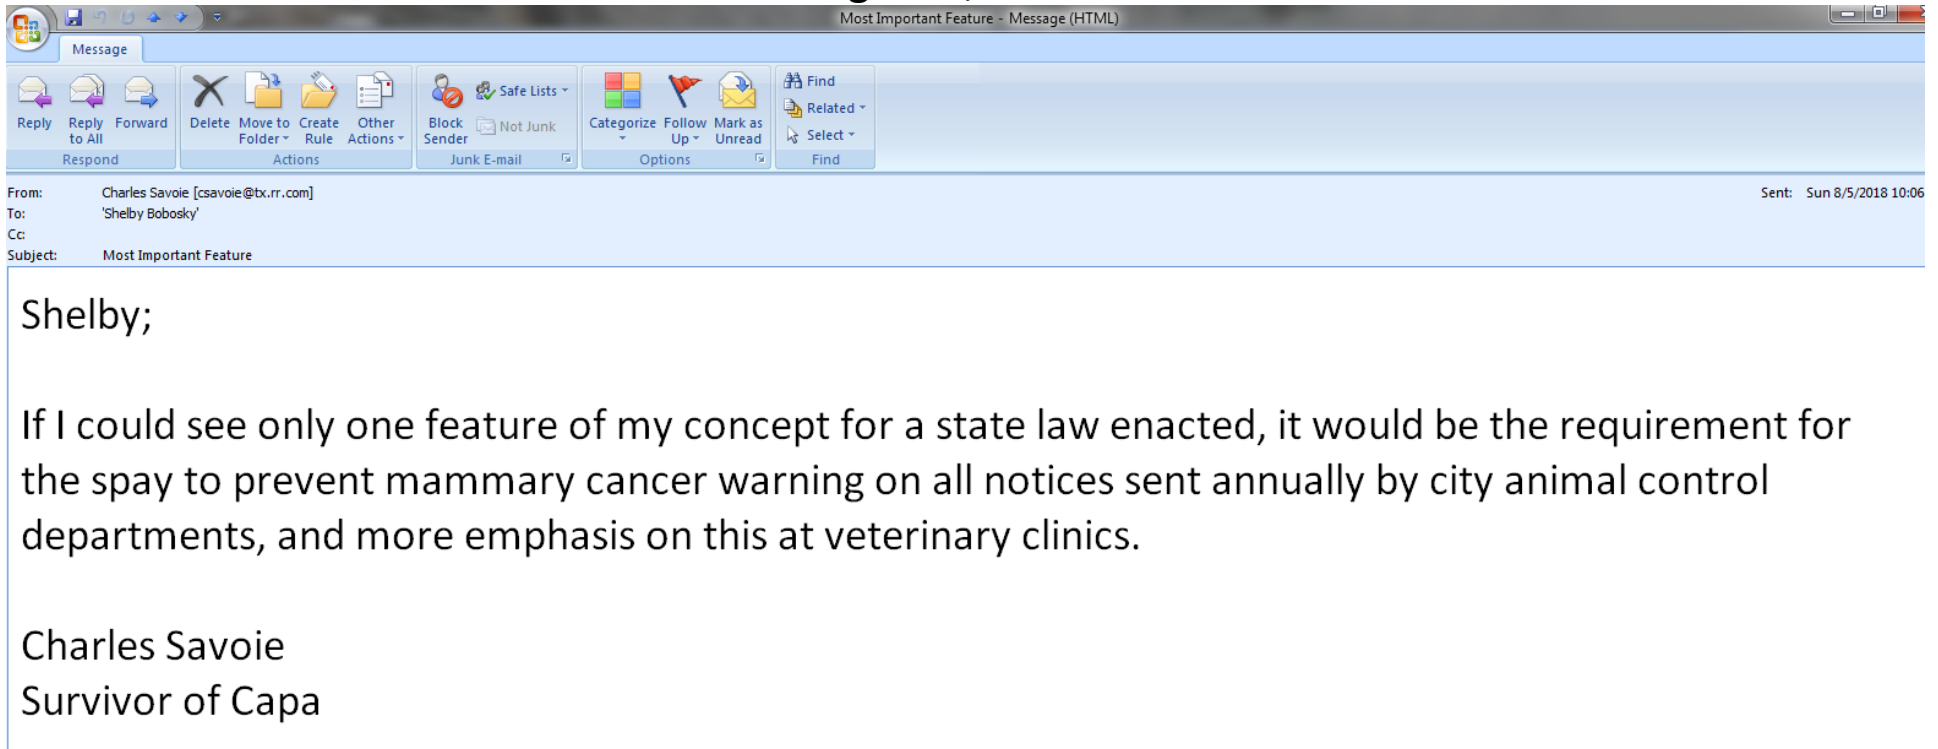 Most Important Feature - Message (HTML)
Message
Reply
Reply to All
Forward
Respond
Delete
Move to Folder
Create Rule
Other Actions
Actions
Block Sender
Safe Lists
Not Junk
Junk E-mail
Categorize
Follow Up
Mark as Unread
Options
Find
Related
Select
Find
From: Charles Savoie [csavoie@tx.rr.com] Sent: Sun 8/5/2018 10:06
To: 'Shelby Bobosky'
Cc:
Subject: Most Important Feature
Shelby;
If I could see only one feature of my concept for a state law enacted, it would be the requirement for
the spay to prevent mammary cancer warning on all notices sent annually by city animal control
departments, and more emphasis on this at veterinary clinics.
Charles Savoie
Survivor of Capa